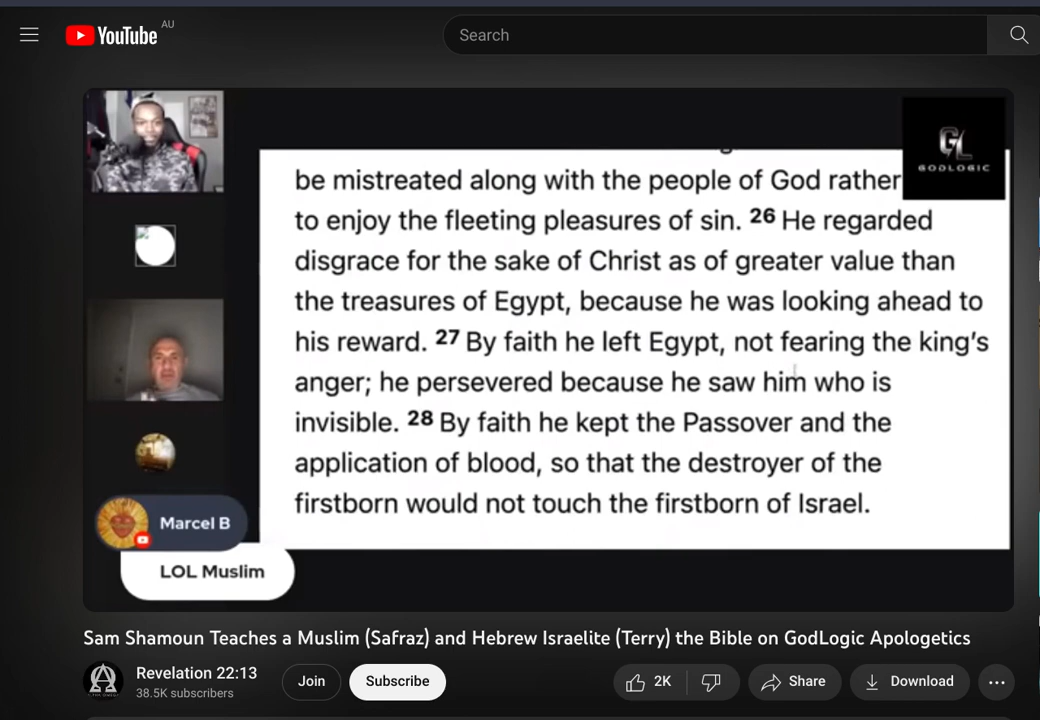 YouTube AU
Search
GL
GODLOGIC
be mistreated along with the people of God rather
to enjoy the fleeting pleasures of sin. 26 He regarded
disgrace for the sake of Christ as of greater value than
the treasures of Egypt, because he was looking ahead to
his reward. 27 By faith he left Egypt, not fearing the king's
anger; he persevered because he saw him who is
invisible. 28 By faith he kept the Passover and the
application of blood, so that the destroyer of the
firstborn would not touch the firstborn of Israel.
Marcel B
LOL Muslim
Sam Shamoun Teaches a Muslim (Safraz) and Hebrew Israelite (Terry) the Bible on GodLogic Apologetics
Revelation 22:13
38.5K subscribers
Join
Subscribe
2K
Share
Download